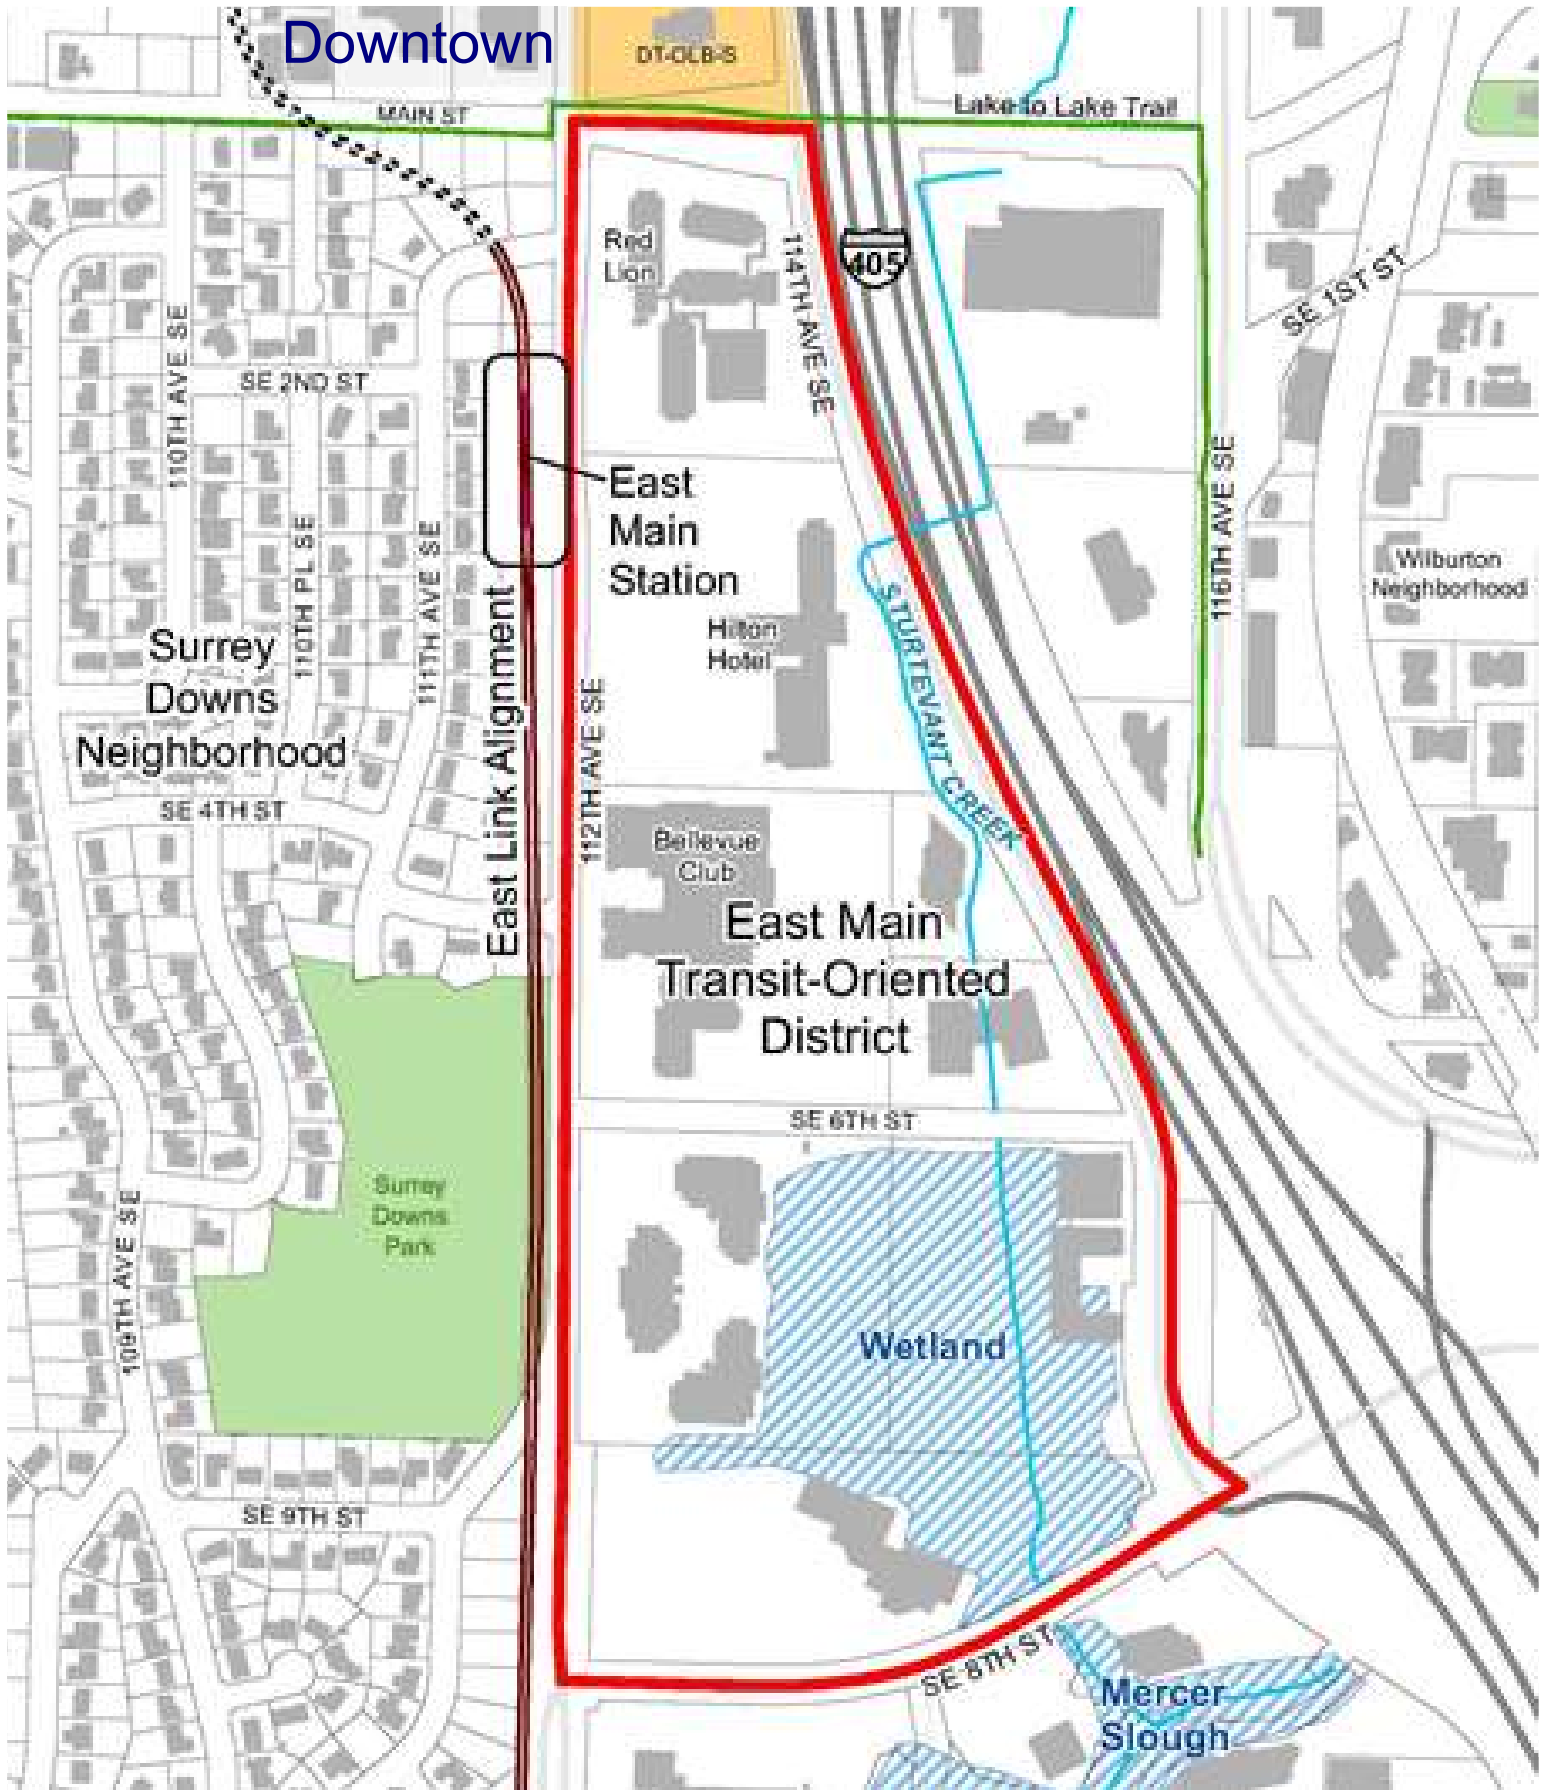 Downtown
DT-OLB-S
MAIN ST
Lake to Lake Trail
Red
Lion
405
114TH AVE SE
SE 1ST ST
110TH AVE SE
SE 2ND ST
East
Main
Station
116TH AVE SE
110TH PL SE
111TH AVE SE
Wilburton
Neighborhood
Hilton
Hotel
STURTEVANT CREEK
Surrey
Downs
Neighborhood
East Link Alignment
112TH AVE SE
SE 4TH ST
Bellevue
Club
East Main
Transit-Oriented
District
SE 6TH ST
Surrey
Downs
Park
109TH AVE SE
Wetland
SE 9TH ST
SE 8TH ST
Mercer
Slough